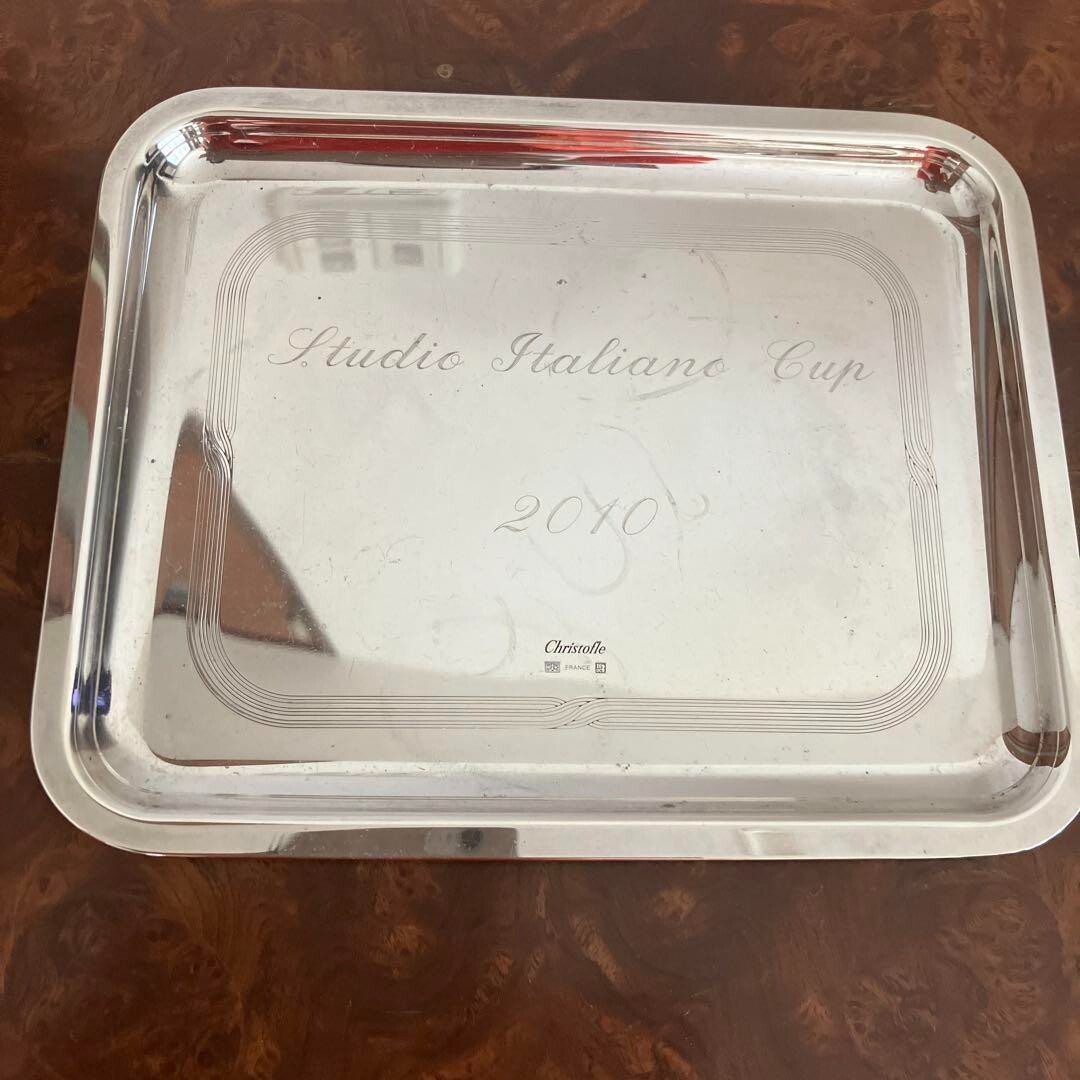 Studio Italiano Cup
2010
Christofle
FRANCE